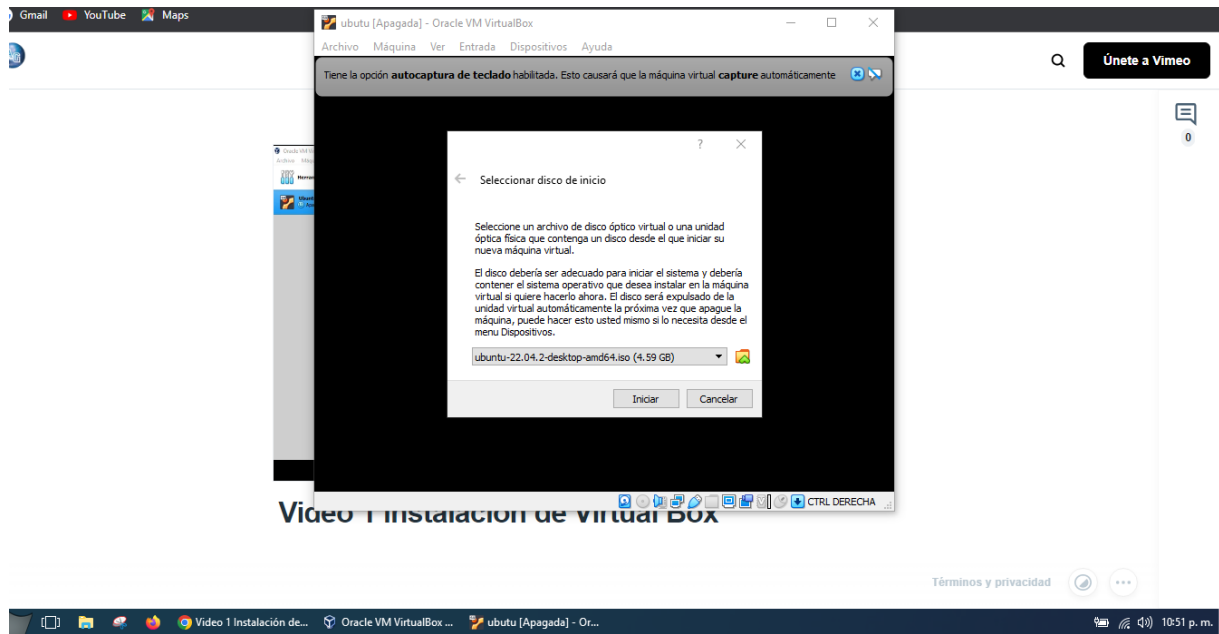 Gmail YouTube Maps
ubutu [Apagada] - Oracle VM VirtualBox
Archivo Máquina Ver Entrada Dispositivos Ayuda
Tiene la opción autocaptura de teclado habilitada. Esto causará que la máquina virtual capture automáticamente
Únete a Vimeo
0
?
Seleccionar disco de inicio
Seleccione un archivo de disco óptico virtual o una unidad
óptica física que contenga un disco desde el que iniciar su
nueva máquina virtual.
El disco debería ser adecuado para iniciar el sistema y debería
contener el sistema operativo que desea instalar en la máquina
virtual si quiere hacerlo ahora. El disco será expulsado de la
unidad virtual automáticamente la próxima vez que apague la
máquina, puede hacer esto usted mismo si lo necesita desde el
menu Dispositivos.
ubuntu-22.04.2-desktop-amd64.iso (4.59 GB)
Iniciar Cancelar
CTRL DERECHA
Video 1 Instalación de Virtual Box
Términos y privacidad
Video 1 Instalación de... Oracle VM VirtualBox ... ubutu [Apagada] - Or... 10:51 p. m.